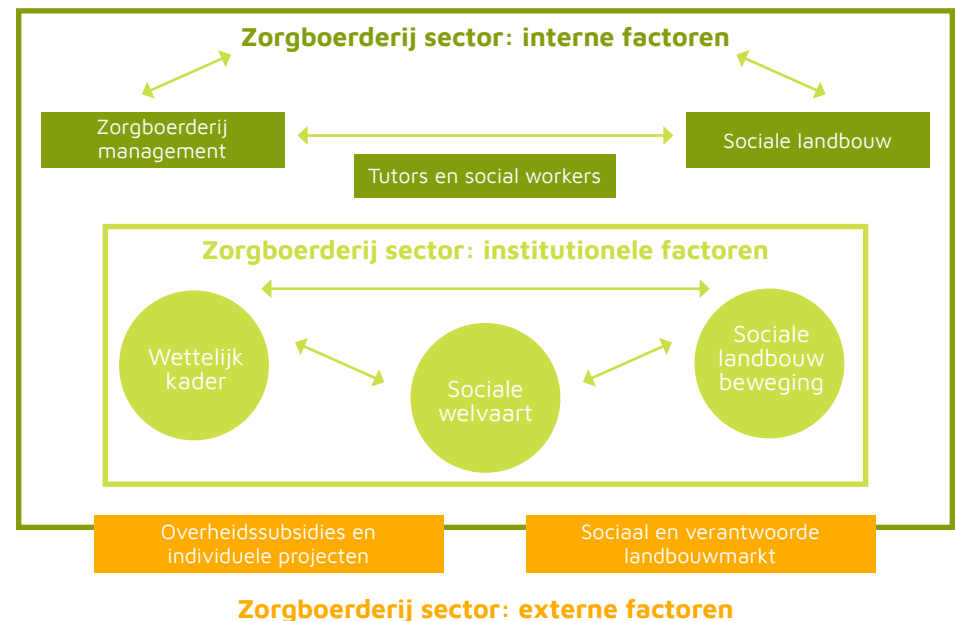 Zorgboerderij sector: interne factoren
Zorgboerderij
management
Sociale landbouw
Tutors en social workers
Zorgboerderij sector: institutionele factoren
Wettelijk
kader
Sociale
welvaart
Sociale
landbouw
beweging
Overheidssubsidies en
individuele projecten
Sociaal en verantwoorde
landbouwmarkt
Zorgboerderij sector: externe factoren